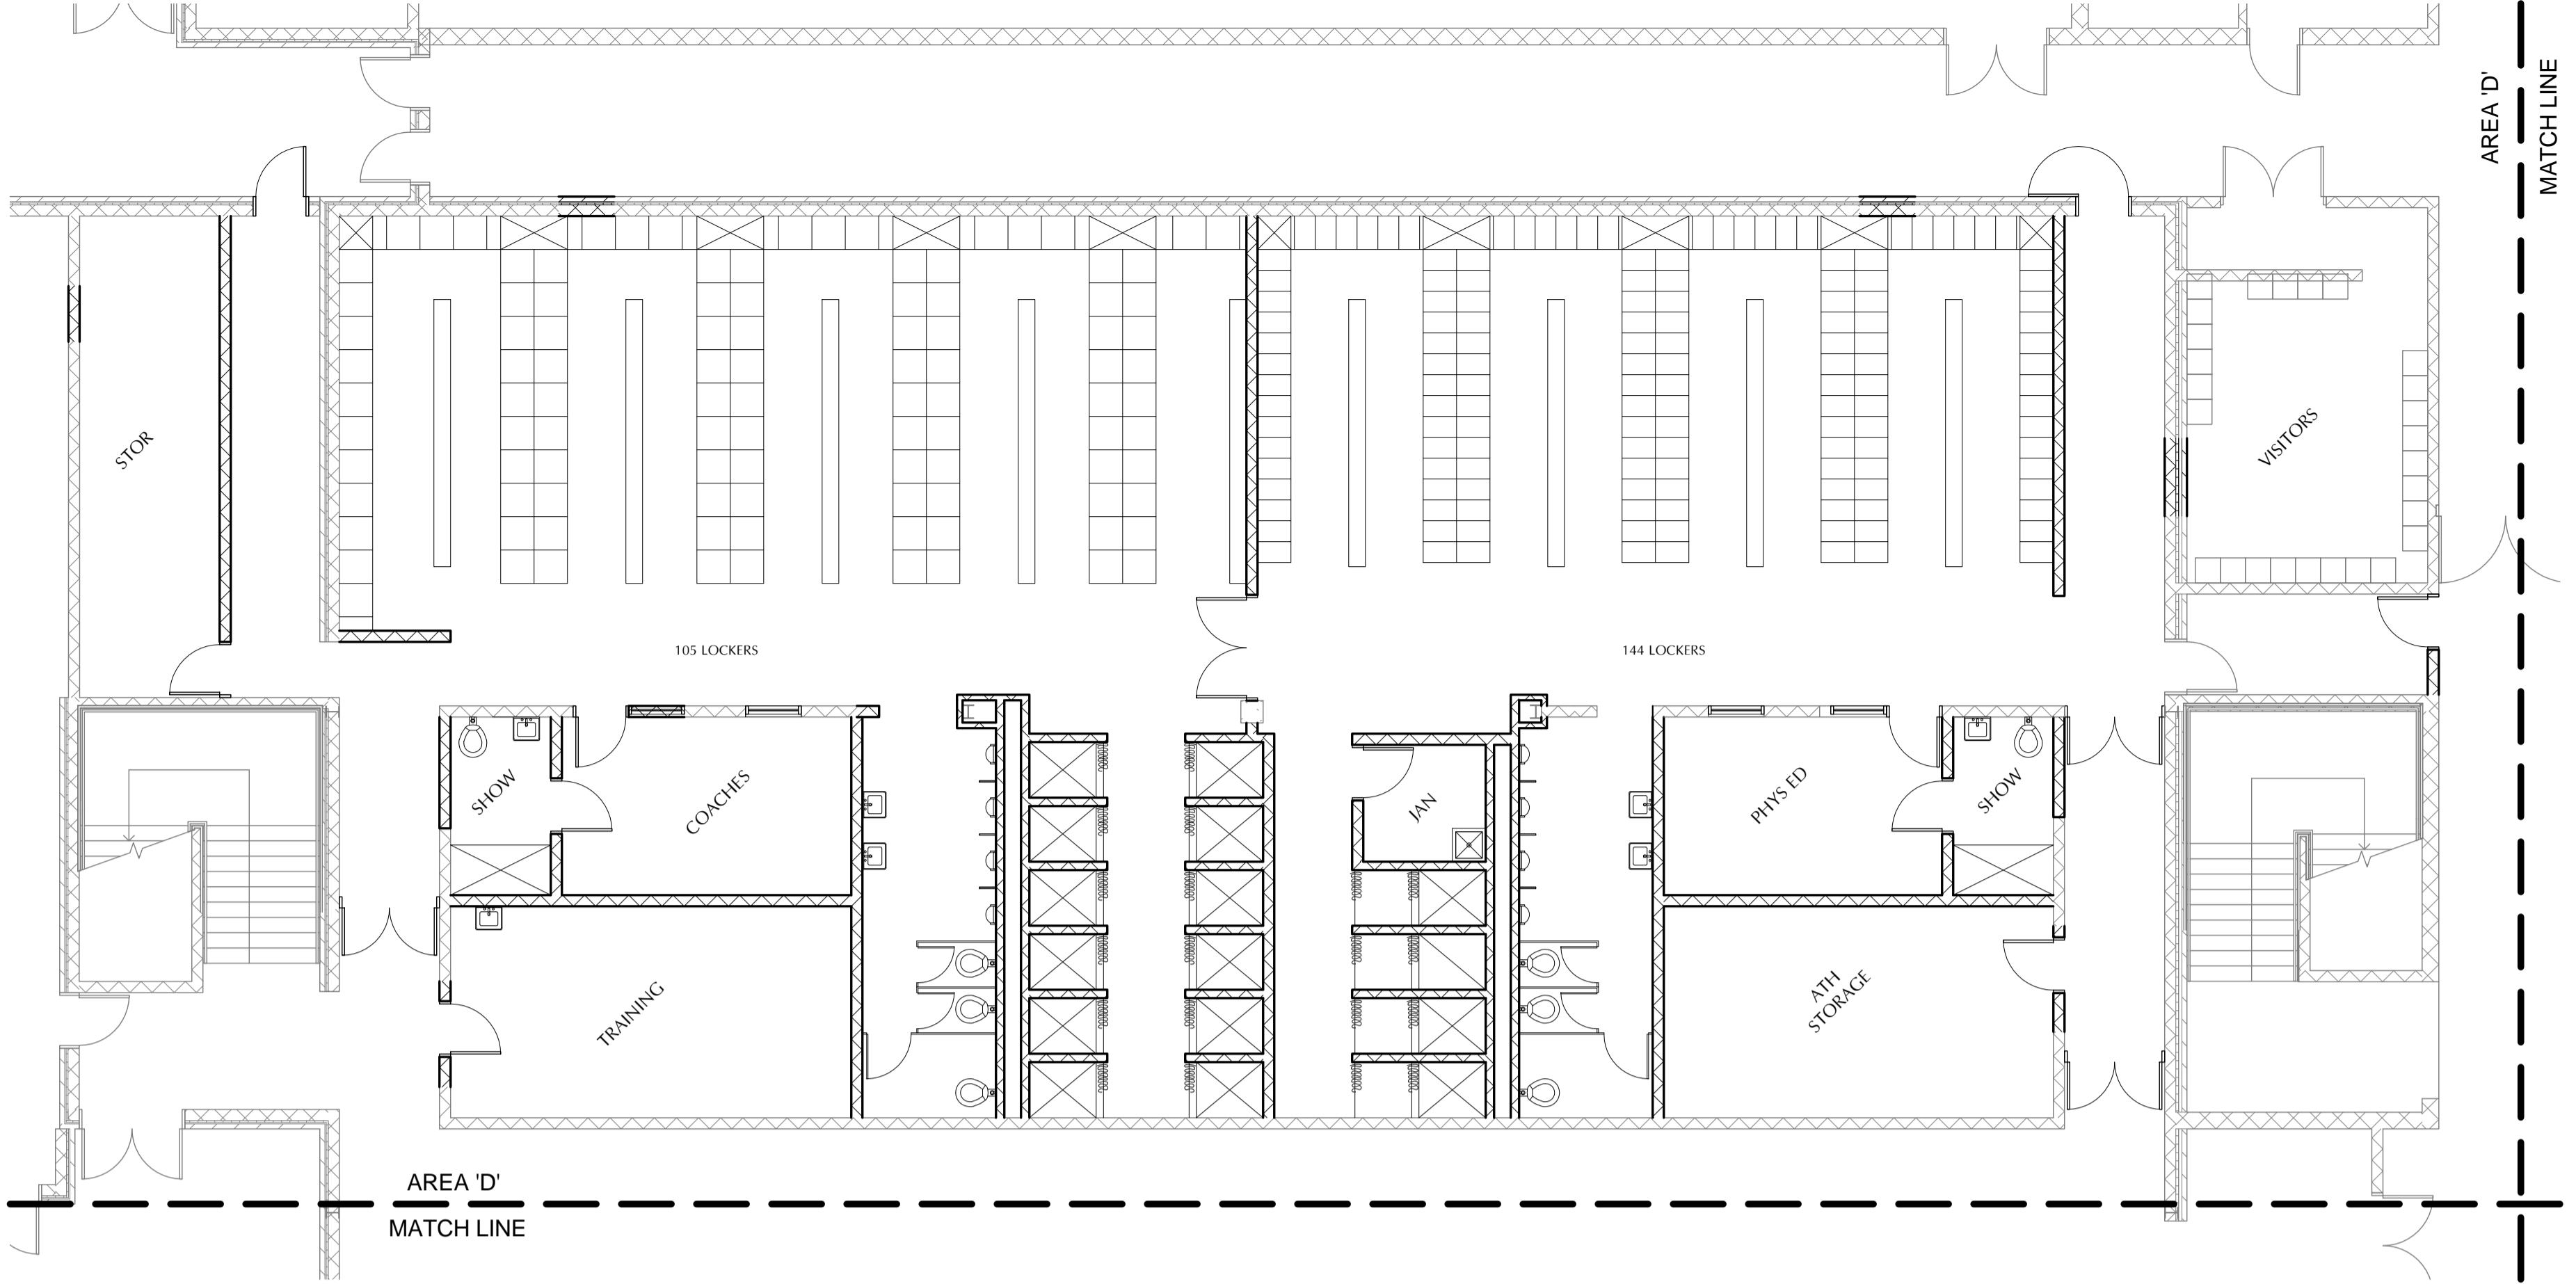 AREA 'D'
MATCH LINE
STOR
VISITORS
105 LOCKERS
144 LOCKERS
SHOW
COACHES
JAN
PHYS ED
SHOW
TRAINING
ATH
STORAGE
AREA 'D'
MATCH LINE